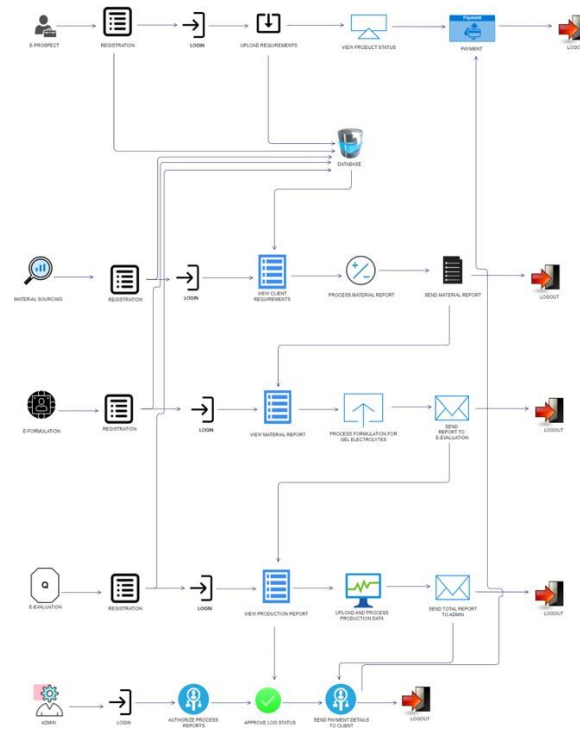 Payment
E-PROSPECT
REGISTRATION
LOGIN
UPLOAD REQUIREMENTS
VIEW PRODUCT STATUS
PAYMENT
LOGOUT
DATABASE
MATERIAL SOURCING
REGISTRATION
LOGIN
VIEW CLIENT
REQUIREMENTS
PROCESS MATERIAL REPORT
SEND MATERIAL REPORT
LOGOUT
E-FORMULATION
REGISTRATION
LOGIN
VIEW MATERIAL REPORT
PROCESS FORMULATION FOR
GEL ELECTROLYTES
SEND
REPORT TO
E-EVALUATION
LOGOUT
Q
E-EVALUATION
REGISTRATION
LOGIN
VIEW PRODUCTION REPORT
UPLOAD AND PROCESS
PRODUCTION DATA
SEND TOTAL REPORT
TO ADMIN
LOGOUT
ADMIN
LOGIN
AUTHORIZE PROCESS
REPORTS
APPROVE LOG STATUS
SEND PAYMENT DETAILS
TO CLIENT
LOGOUT